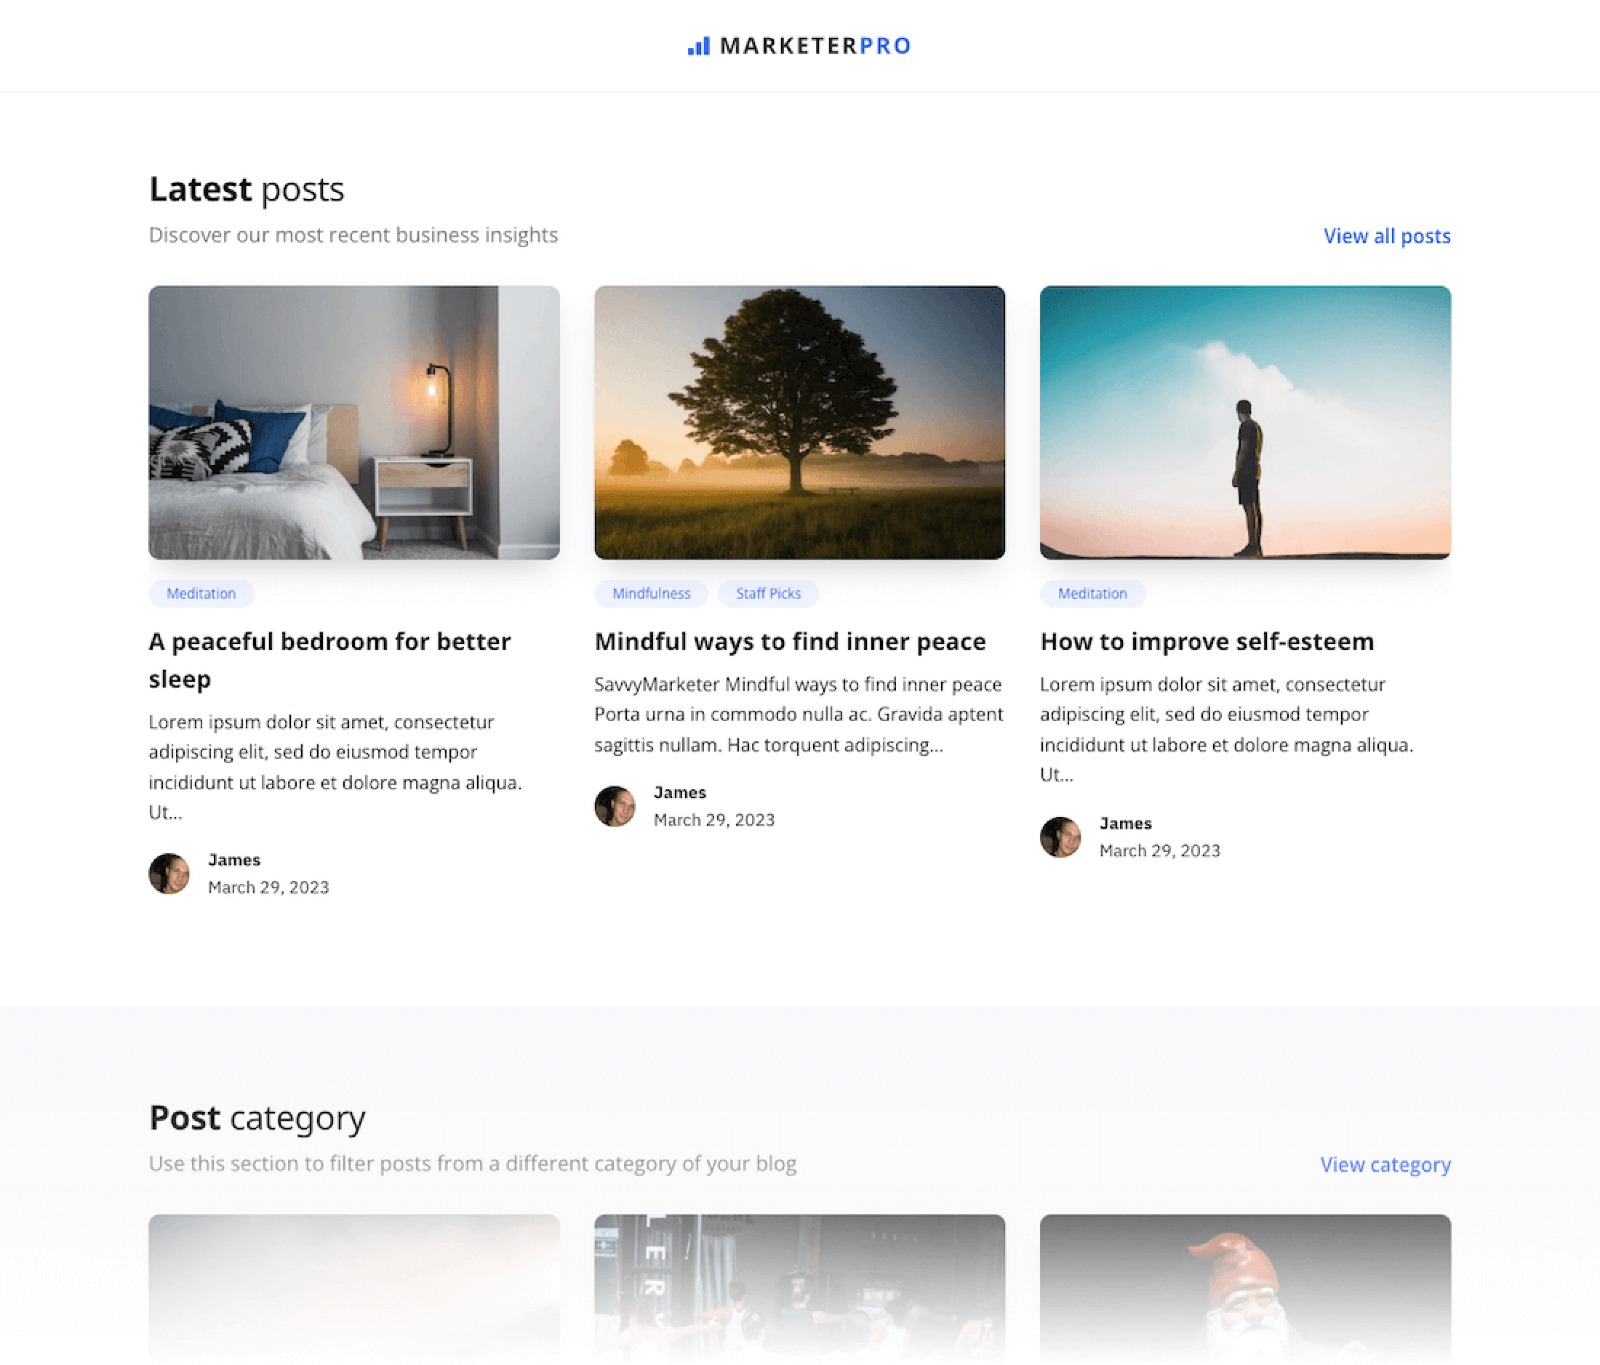 MARKETERPRO
Latest posts
Discover our most recent business insights
View all posts
Meditation
A peaceful bedroom for better
sleep
Lorem ipsum dolor sit amet, consectetur
adipiscing elit, sed do eiusmod tempor
incididunt ut labore et dolore magna aliqua.
Ut...
James
March 29, 2023
Mindfulness
Staff Picks
Mindful ways to find inner peace
SavvyMarketer Mindful ways to find inner peace
Porta urna in commodo nulla ac. Gravida aptent
sagittis nullam. Hac torquent adipiscing...
James
March 29, 2023
Meditation
How to improve self-esteem
Lorem ipsum dolor sit amet, consectetur
adipiscing elit, sed do eiusmod tempor
incididunt ut labore et dolore magna aliqua.
Ut...
James
March 29, 2023
Post category
Use this section to filter posts from a different category of your blog
View category